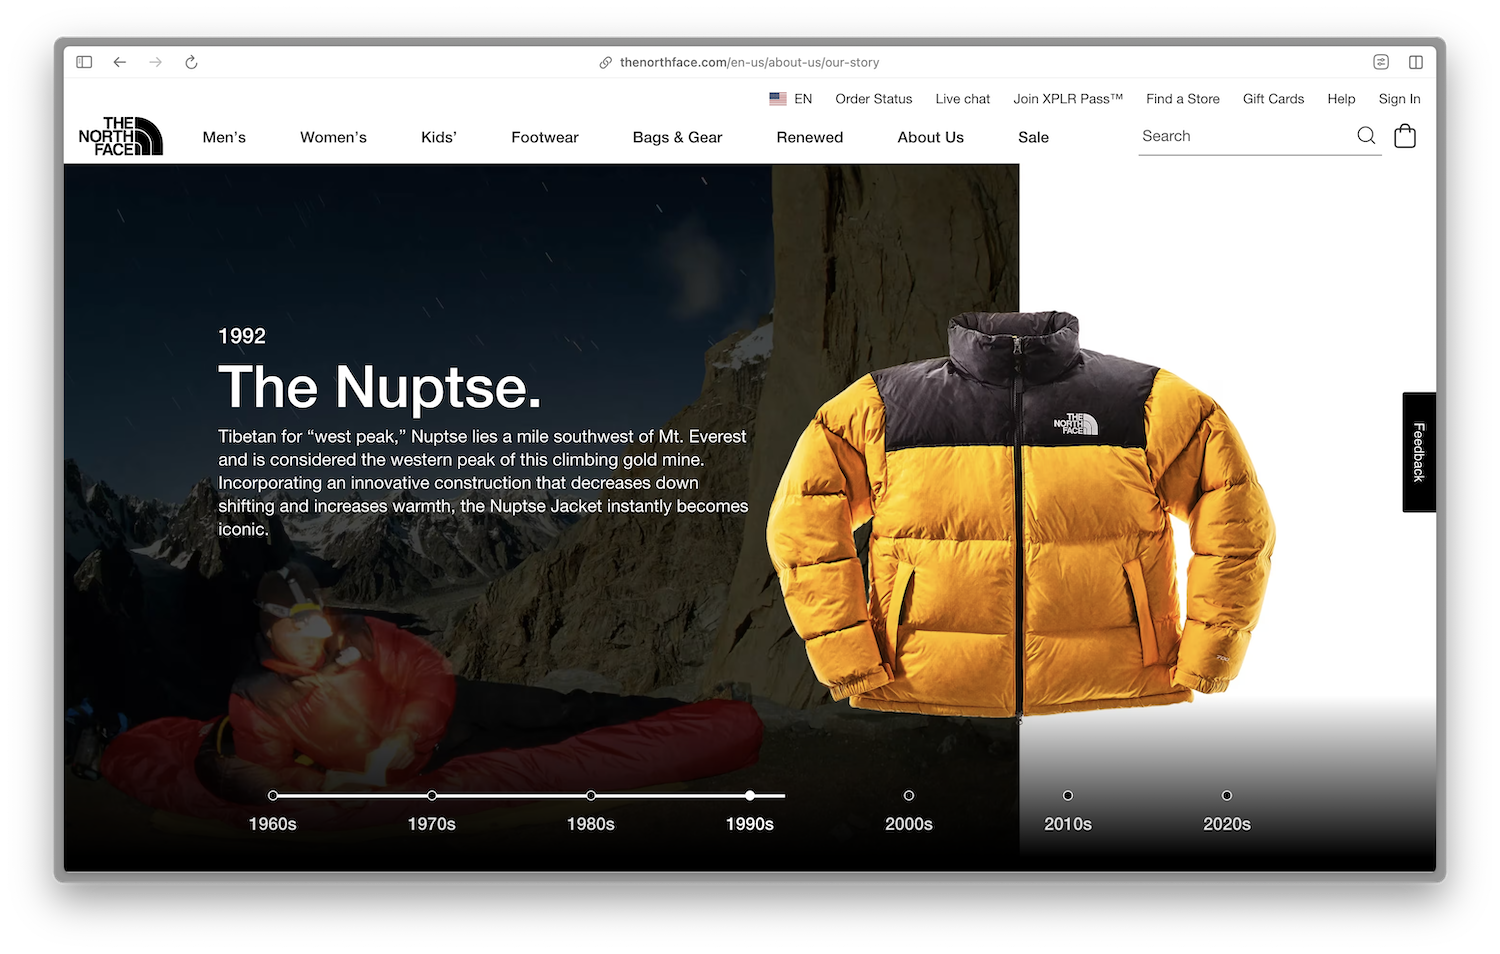 thenorthface.com/en-us/about-us/our-story
EN Order Status Live chat Join XPLR Pass™ Find a Store Gift Cards Help Sign In
THE
NORTH
FACE
Men’s Women’s Kids’ Footwear Bags & Gear Renewed About Us Sale Search
1992
The Nuptse.
Tibetan for “west peak,” Nuptse lies a mile southwest of Mt. Everest
and is considered the western peak of this climbing gold mine.
Incorporating an innovative construction that decreases down
shifting and increases warmth, the Nuptse Jacket instantly becomes
iconic.
THE
NORTH
FACE
700
Feedback
1960s 1970s 1980s 1990s 2000s 2010s 2020s